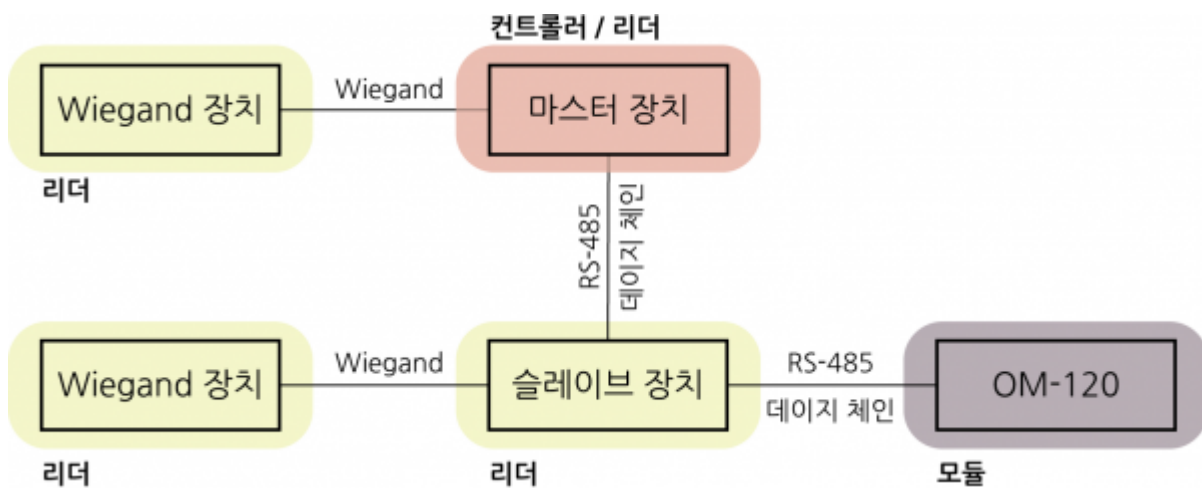 컨트롤러 / 리더
Wiegand 장치
Wiegand
마스터 장치
리더
RS-485
데이지 체인
Wiegand 장치
Wiegand
슬레이브 장치
RS-485
데이지 체인
OM-120
리더
리더
모듈